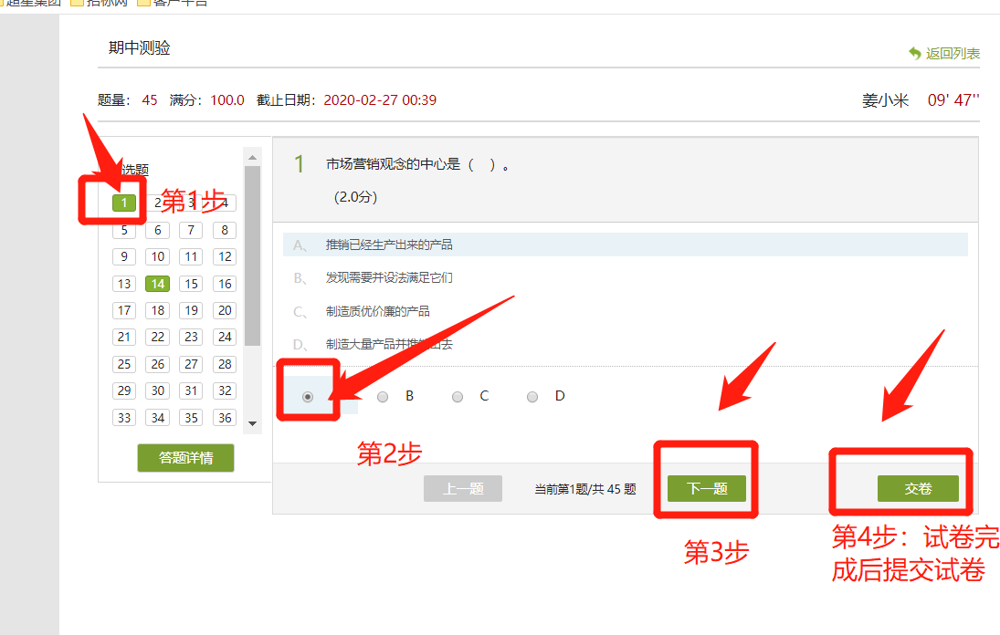 超星集团 招标网 客户平台
期中测验
返回列表
题量： 45 满分：100.0 截止日期：2020-02-27 00:39
姜小米 09' 47''
选题
第1步
1 2 3 4
5 6 7 8
9 10 11 12
13 14 15 16
17 18 19 20
21 22 23 24
25 26 27 28
29 30 31 32
33 34 35 36
答题详情
1 市场营销观念的中心是（ ）。
(2.0分)
A、 推销已经生产出来的产品
B、 发现需要并设法满足它们
C、 制造质优价廉的产品
D、 制造大量产品并推销出去
B C D
第2步
上一题 当前第1题/共 45 题 下一题 交卷
第3步
第4步：试卷完
成后提交试卷